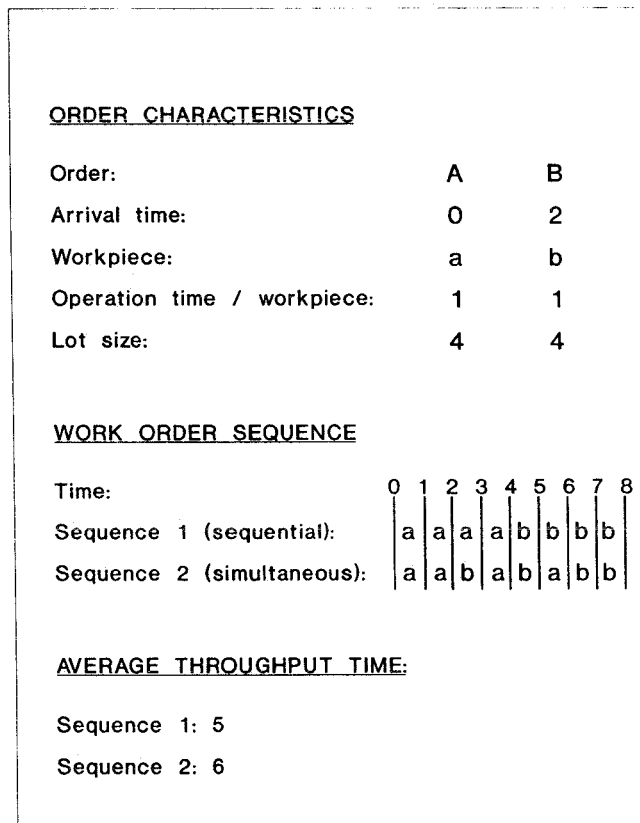 ORDER CHARACTERISTICS
Order: A B
Arrival time: 0 2
Workpiece: a b
Operation time / workpiece: 1 1
Lot size: 4 4
WORK ORDER SEQUENCE
Time: 0 1 2 3 4 5 6 7 8
Sequence 1 (sequential): a a a a b b b b
Sequence 2 (simultaneous): a a b a b a b b
AVERAGE THROUGHPUT TIME:
Sequence 1: 5
Sequence 2: 6